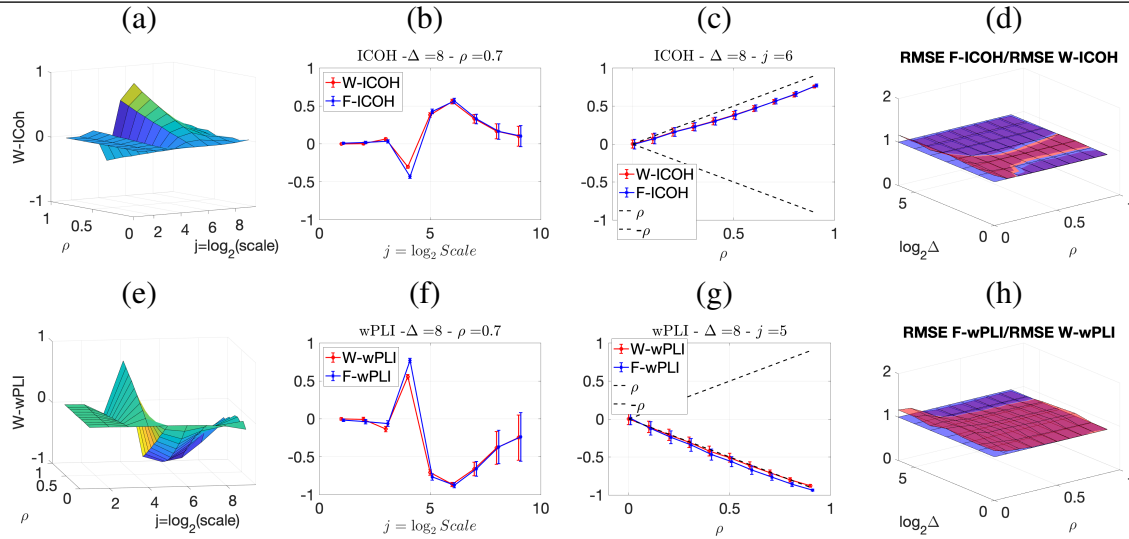 (a)
(b)
(c)
(d)
ICOH -Δ =8 - ρ =0.7
ICOH - Δ =8 - j =6
RMSE F-ICOH/RMSE W-ICOH
W-ICoh
1
0
-1
1
0.5
0
ρ
2
4
6
8
j=log2(scale)
W-ICOH
F-ICOH
1
0.5
0
-0.5
-1
0
5
10
j = log2 Scale
W-ICOH
F-ICOH
ρ
-ρ
1
0.5
0
-0.5
-1
0
0.5
1
ρ
2
1
0
5
0
log2Δ
0
0.5
1
ρ
(e)
(f)
(g)
(h)
wPLI -Δ =8 - ρ =0.7
wPLI - Δ =8 - j =5
RMSE F-wPLI/RMSE W-wPLI
W-wPLI
1
0
-1
1
0.5
0
ρ
2
4
6
8
j=log2(scale)
W-wPLI
F-wPLI
1
0.5
0
-0.5
-1
0
5
10
j = log2 Scale
W-wPLI
F-wPLI
ρ
-ρ
1
0.5
0
-0.5
-1
0
0.5
1
ρ
2
1
0
5
0
log2Δ
0
0.5
1
ρ